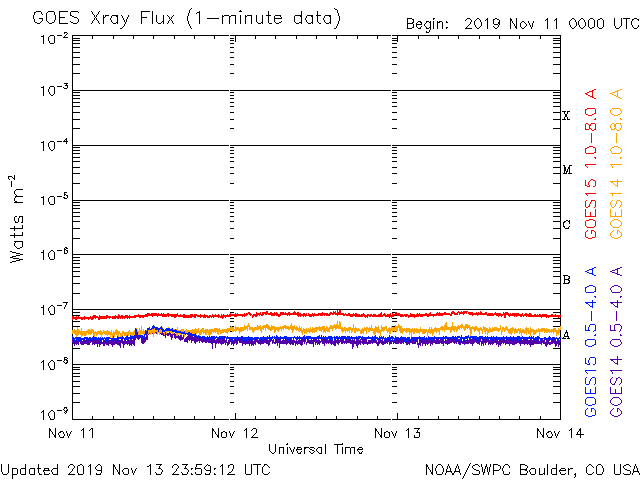 GOES Xray Flux (1-minute data)
Begin: 2019 Nov 11 0000 UTC
10^-2
10^-3
10^-4
10^-5
10^-6
10^-7
10^-8
10^-9
Watts m^-2
X
M
C
B
A
GOES15 1.0-8.0 A
GOES14 1.0-8.0 A
GOES15 0.5-4.0 A
GOES14 0.5-4.0 A
Nov 11 Nov 12 Nov 13 Nov 14
Universal Time
Updated 2019 Nov 13 23:59:12 UTC
NOAA/SWPC Boulder, CO USA